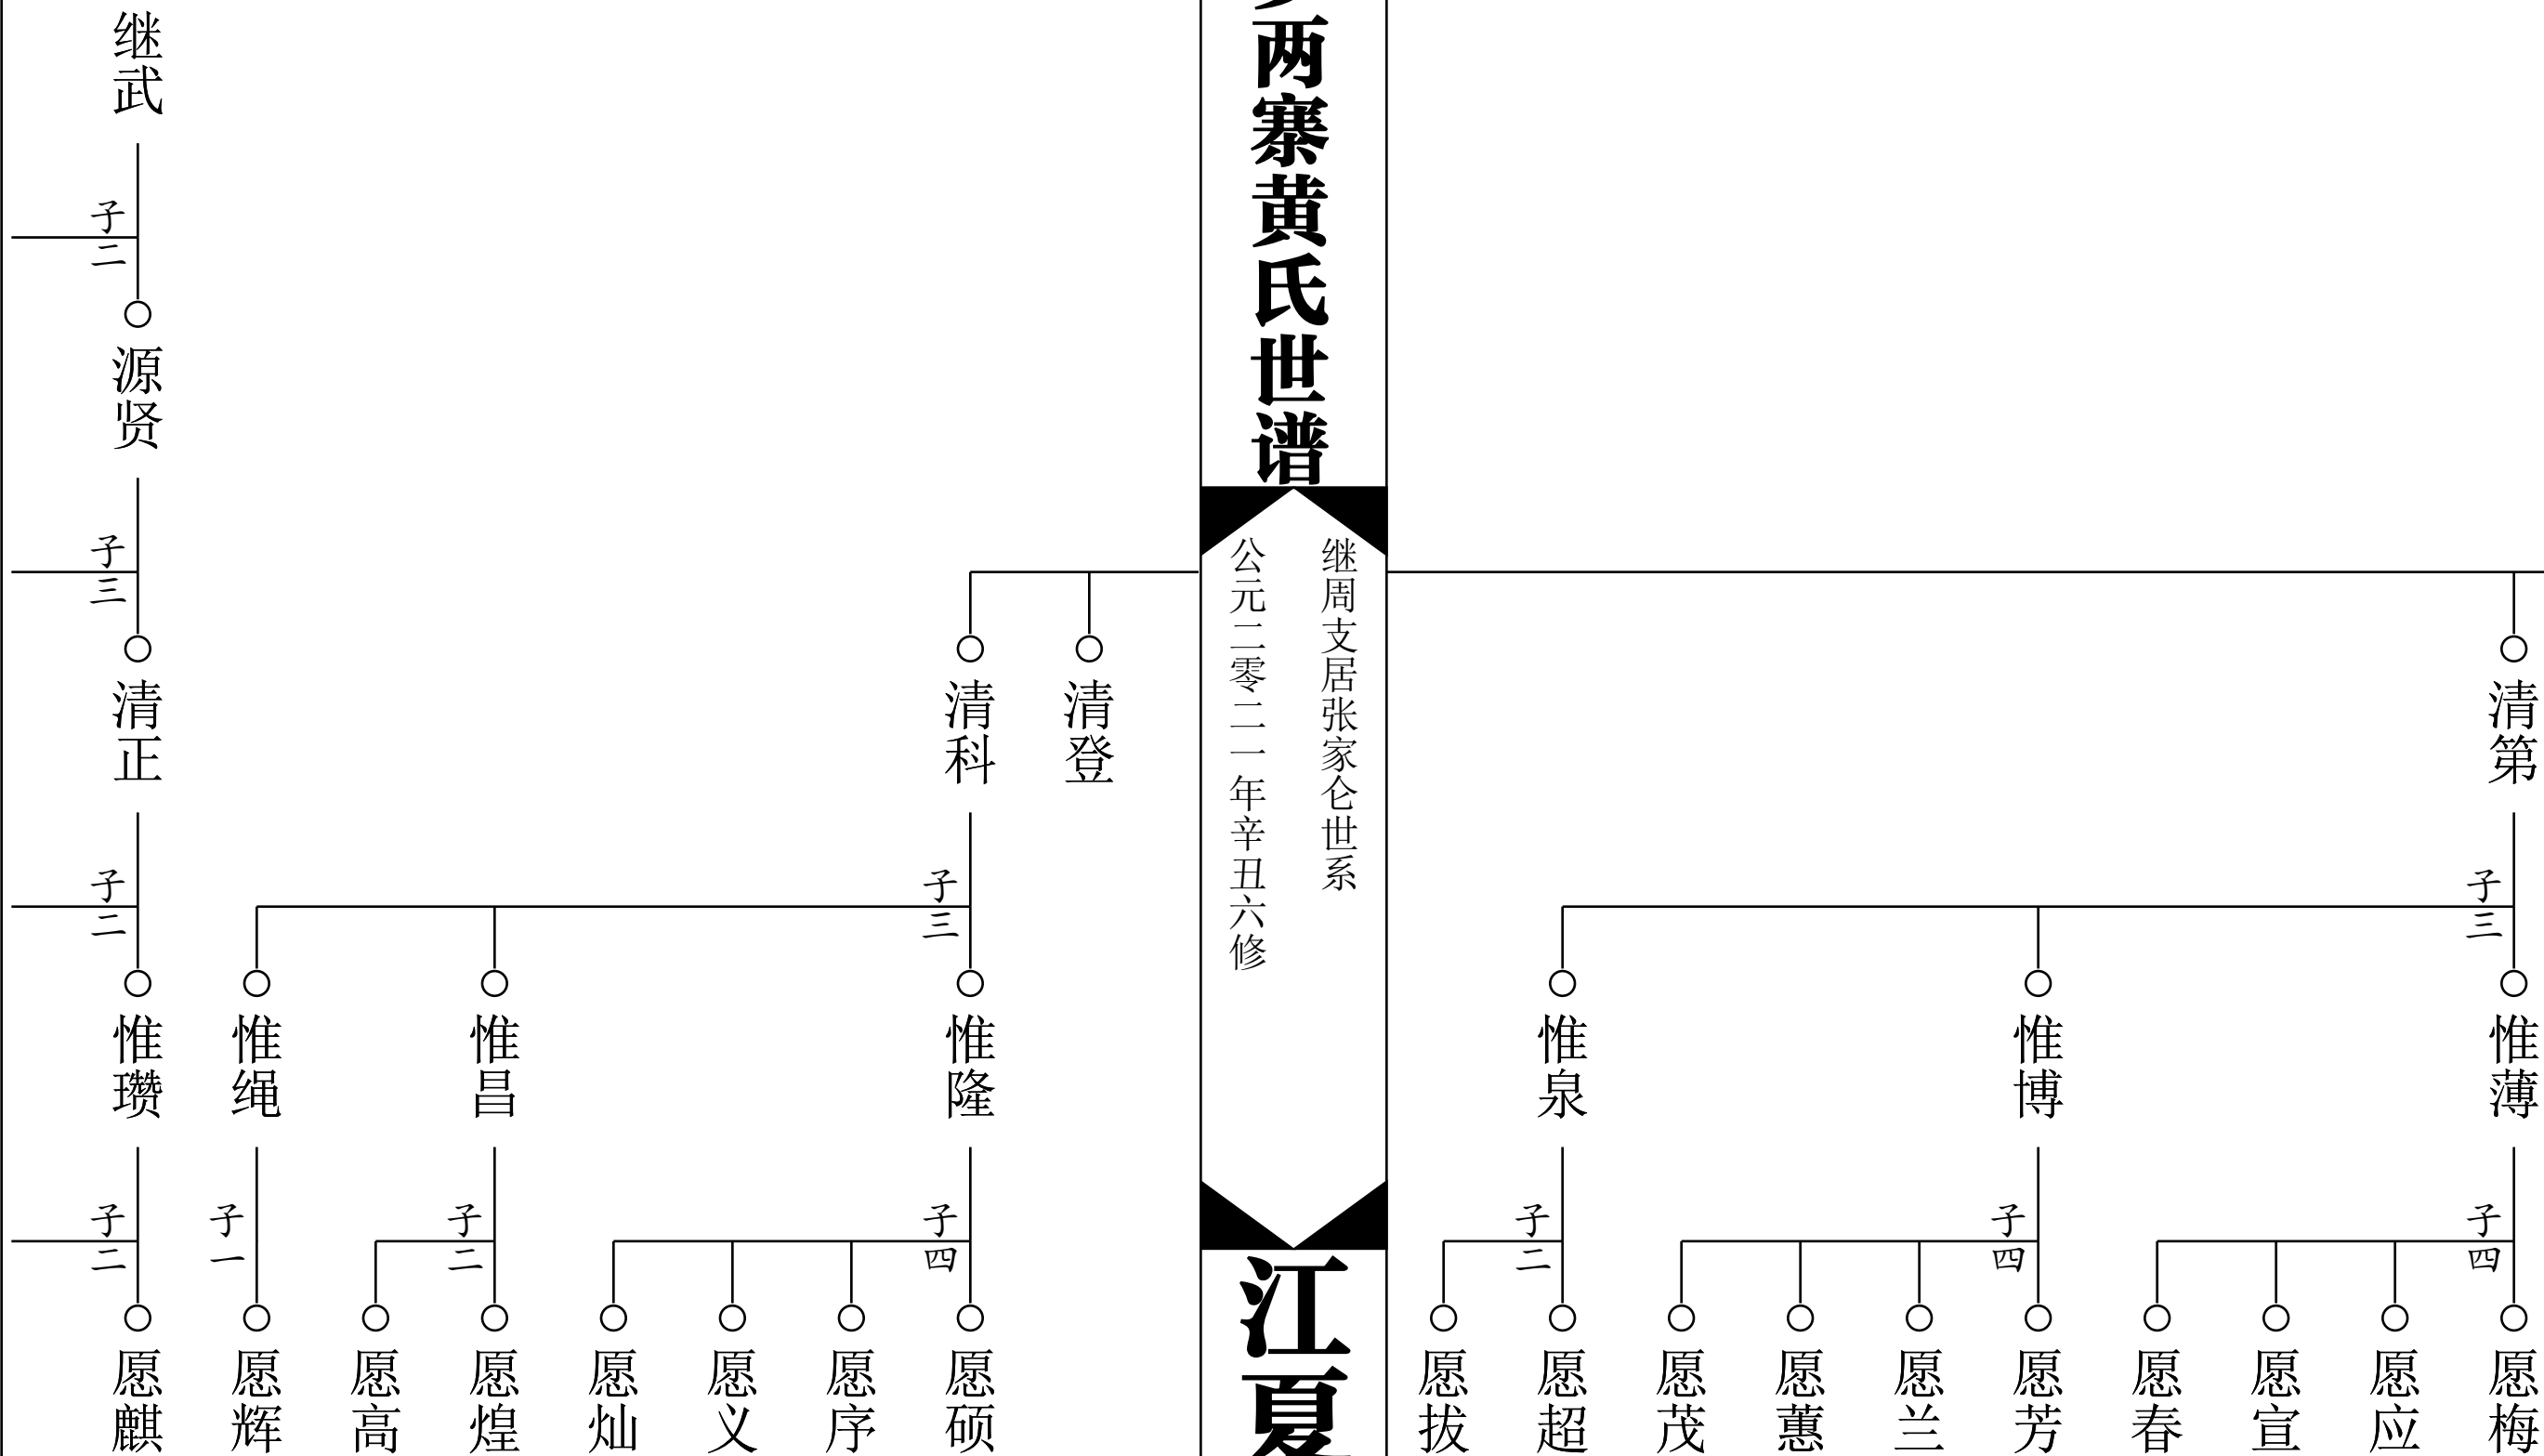 清第
子三
惟薄
惟博
惟泉
子四
子四
子二
愿梅
愿应
愿宣
愿春
愿芳
愿兰
愿蕙
愿茂
愿超
愿拔
两寨黄氏世谱
继周支居张家仑世系
公元二零二一年辛丑六修
江夏
清登
清科
子三
惟隆
惟昌
惟绳
子四
子二
子一
愿硕
愿序
愿义
愿灿
愿煌
愿高
愿辉
继武
子二
源贤
子三
清正
子二
惟瓒
子二
愿麒